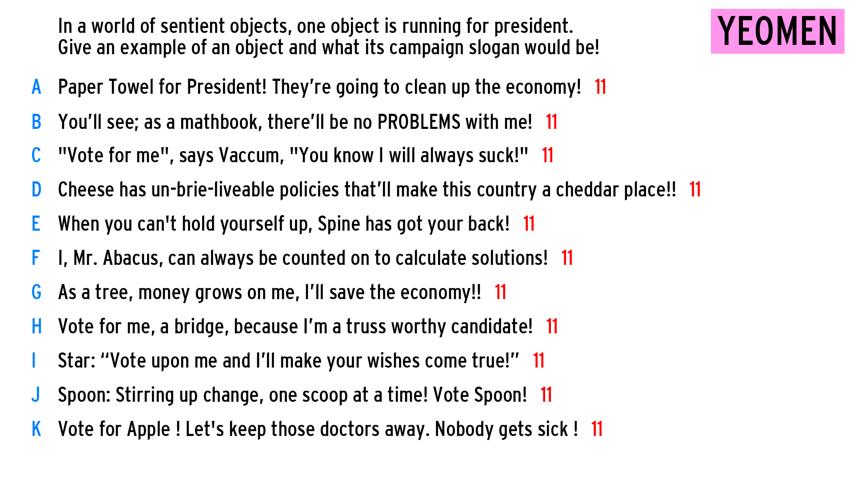 In a world of sentient objects, one object is running for president.
Give an example of an object and what its campaign slogan would be!
YEOMEN
A Paper Towel for President! They’re going to clean up the economy! 11
B You’ll see; as a mathbook, there’ll be no PROBLEMS with me! 11
C "Vote for me", says Vaccum, "You know I will always suck!" 11
D Cheese has un-brie-liveable policies that’ll make this country a cheddar place!! 11
E When you can't hold yourself up, Spine has got your back! 11
F I, Mr. Abacus, can always be counted on to calculate solutions! 11
G As a tree, money grows on me, I’ll save the economy!! 11
H Vote for me, a bridge, because I’m a truss worthy candidate! 11
I Star: “Vote upon me and I’ll make your wishes come true!” 11
J Spoon: Stirring up change, one scoop at a time! Vote Spoon! 11
K Vote for Apple ! Let's keep those doctors away. Nobody gets sick ! 11